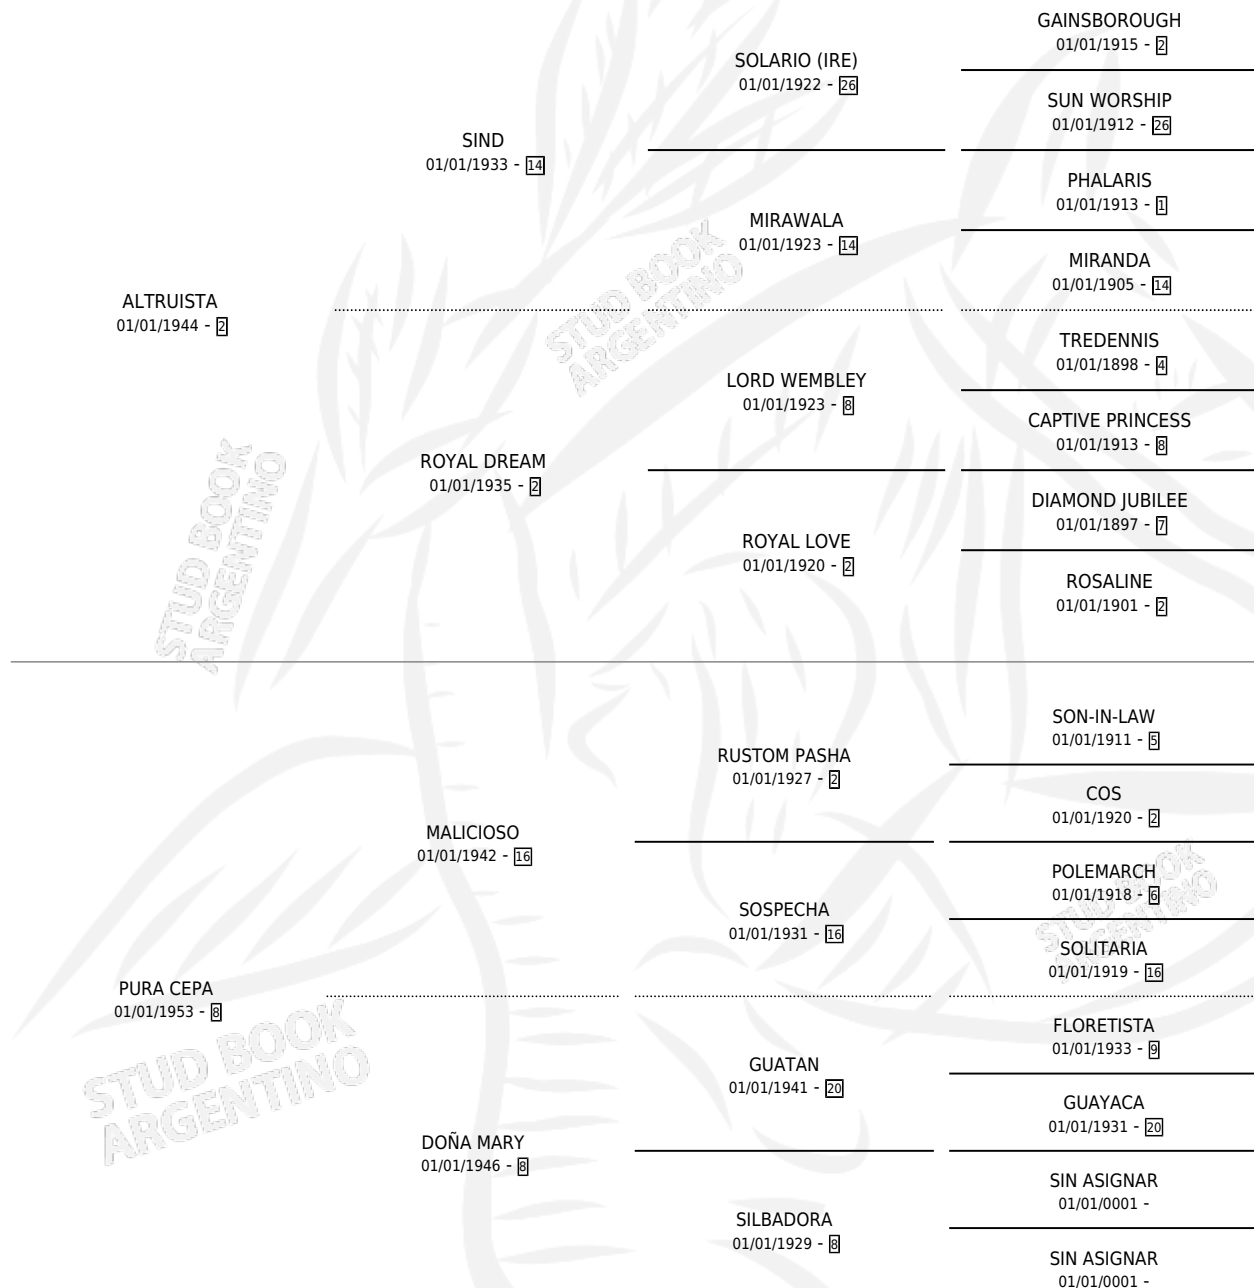 GAINSBOROUGH
01/01/1915 - 2
SOLARIO (IRE)
01/01/1922 - 26
SUN WORSHIP
01/01/1912 - 26
SIND
01/01/1933 - 14
PHALARIS
01/01/1913 - 1
MIRAWALA
01/01/1923 - 14
MIRANDA
01/01/1905 - 14
ALTRUISTA
01/01/1944 - 2
TREDENNIS
01/01/1898 - 4
LORD WEMBLEY
01/01/1923 - 8
CAPTIVE PRINCESS
01/01/1913 - 8
ROYAL DREAM
01/01/1935 - 2
DIAMOND JUBILEE
01/01/1897 - 7
ROYAL LOVE
01/01/1920 - 2
ROSALINE
01/01/1901 - 2
SON-IN-LAW
01/01/1911 - 5
RUSTOM PASHA
01/01/1927 - 2
COS
01/01/1920 - 2
MALICIOSO
01/01/1942 - 16
POLEMARCH
01/01/1918 - 6
SOSPECHA
01/01/1931 - 16
SOLITARIA
01/01/1919 - 16
PURA CEPA
01/01/1953 - 8
FLORETISTA
01/01/1933 - 9
GUATAN
01/01/1941 - 20
GUAYACA
01/01/1931 - 20
DOÑA MARY
01/01/1946 - 8
SIN ASIGNAR
01/01/0001 -
SILBADORA
01/01/1929 - 8
SIN ASIGNAR
01/01/0001 -
STUD BOOK
ARGENTINO
STUD BOOK
ARGENTINO
STUD BOOK
ARGENTINO
STUD BOOK
ARGENTINO